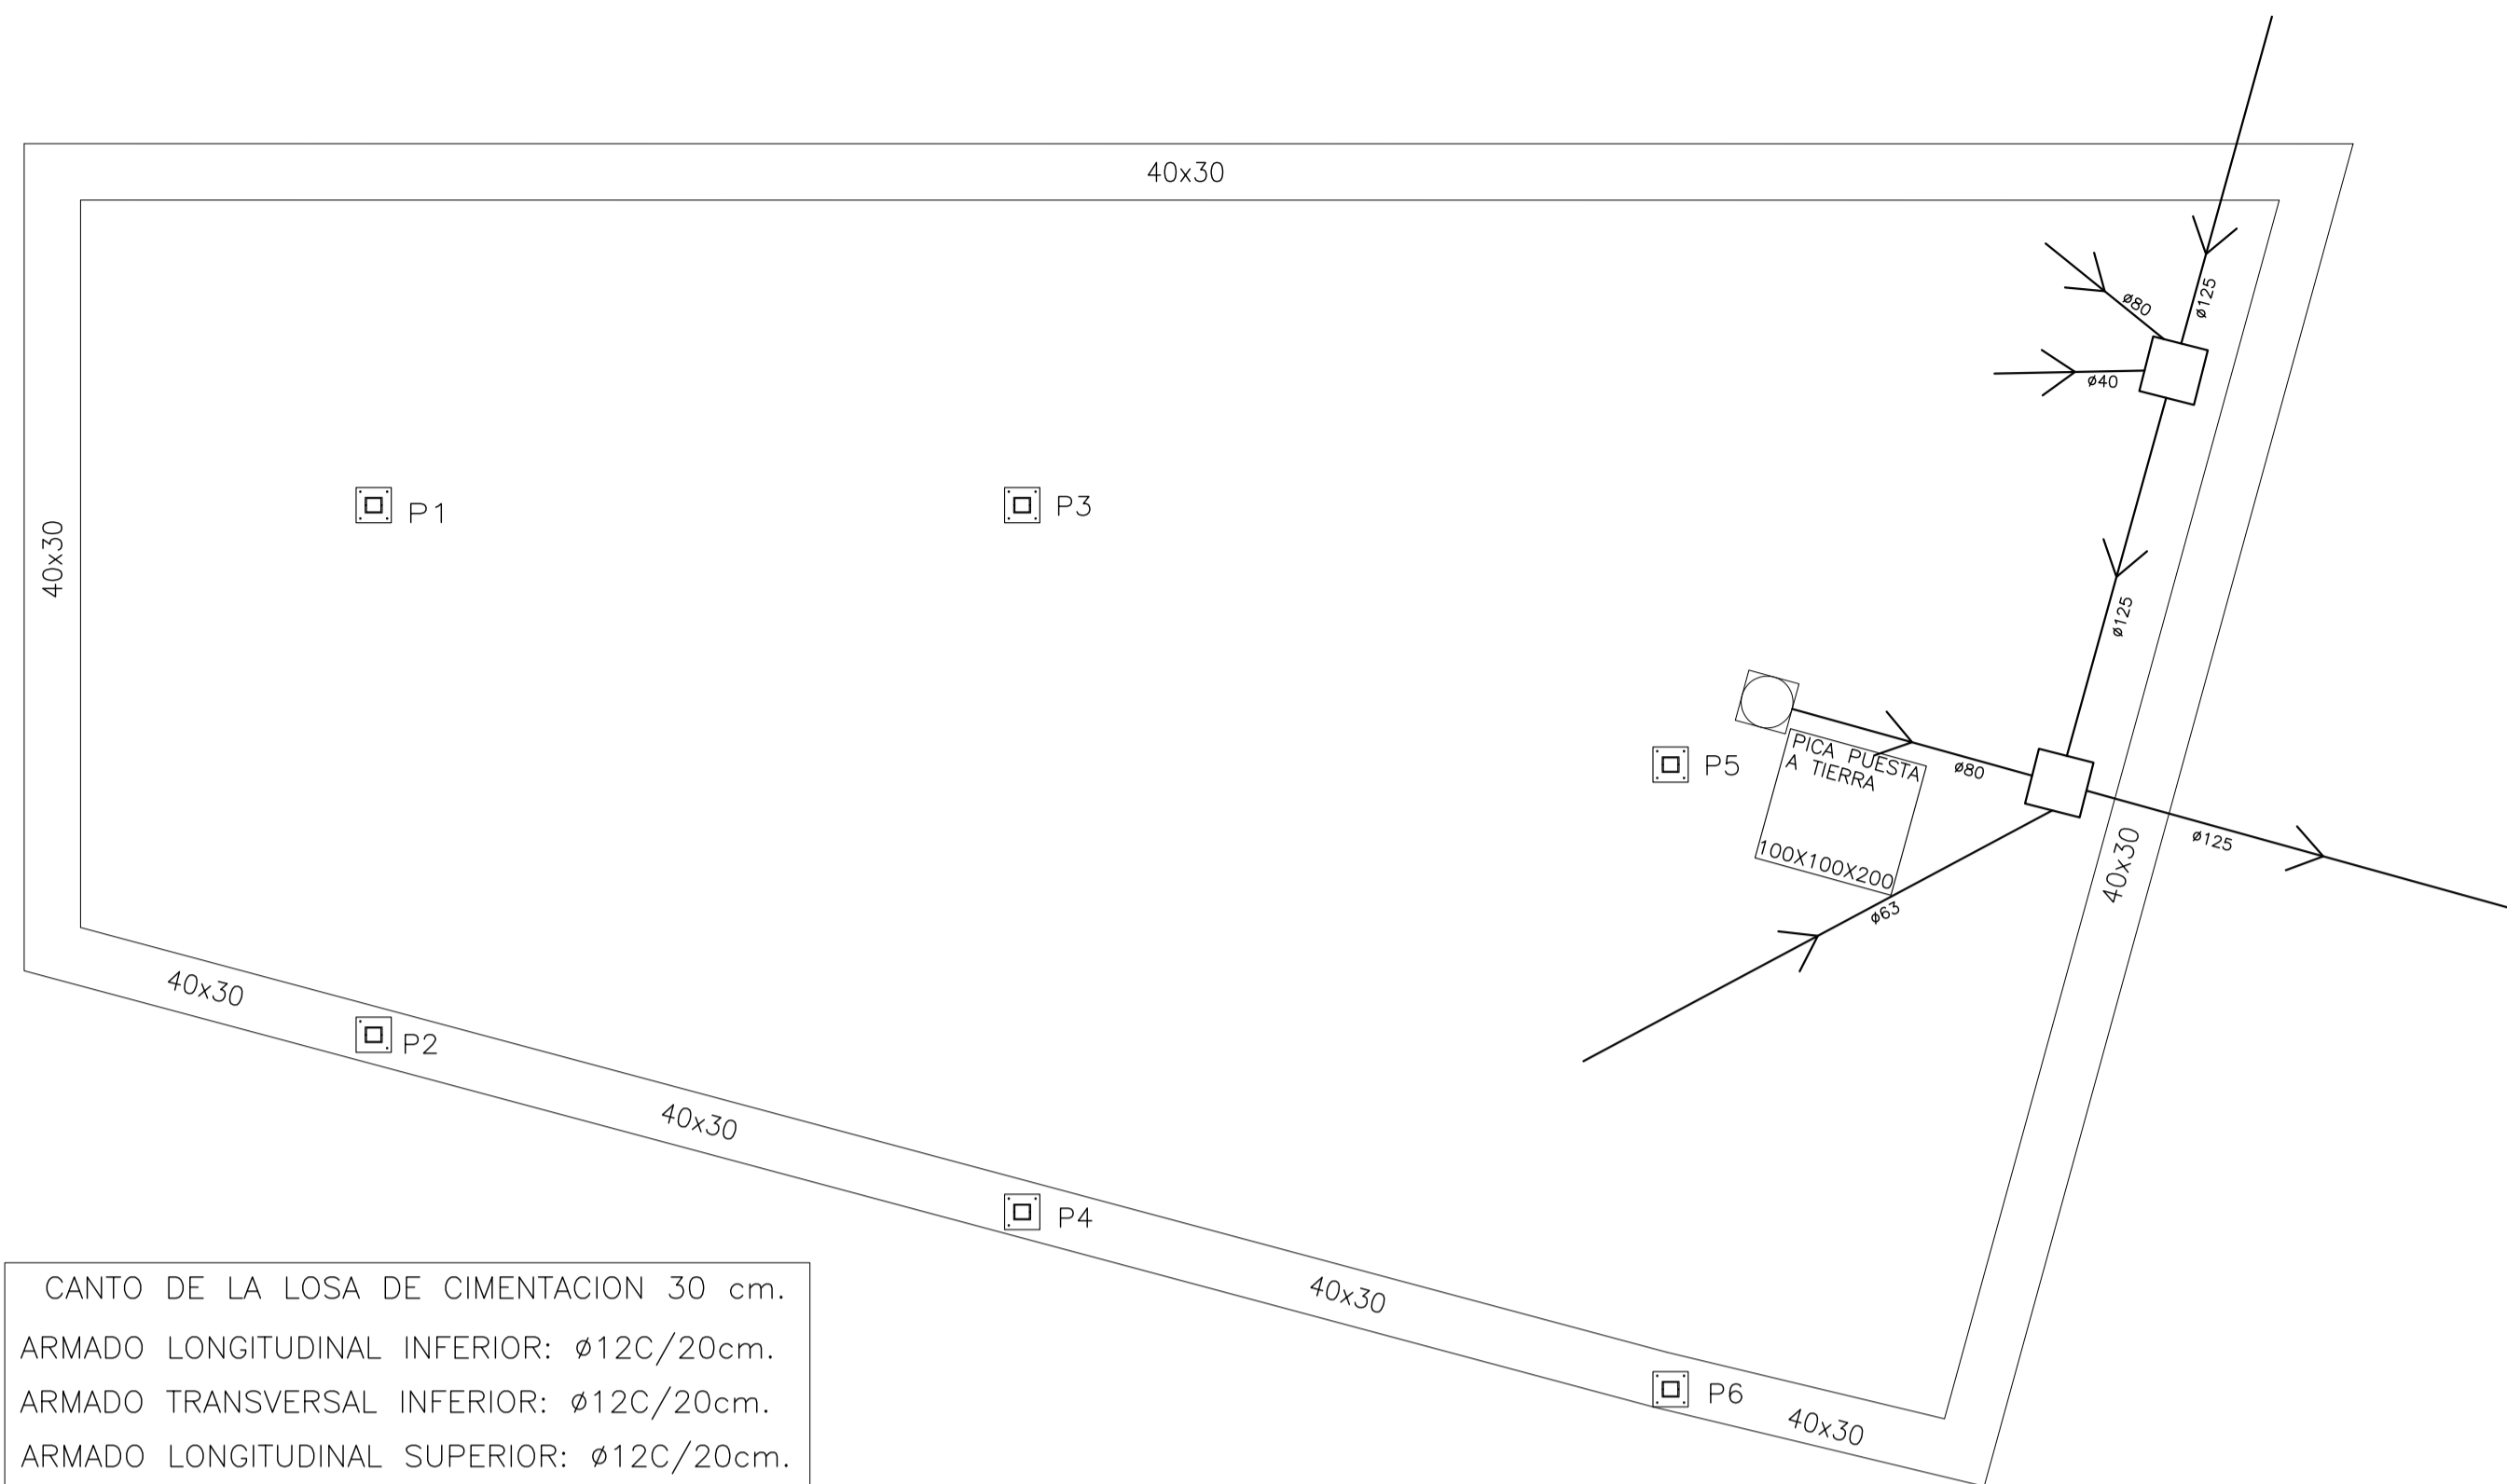 40x30
ø125
ø80
ø40
P1
P3
40x30
ø125
PICA PUESTA
A TIERRA
100X100X200
P5
ø80
ø125
40x30
ø63
40x30
P2
40x30
P4
40x30
P6
40x30
CANTO DE LA LOSA DE CIMENTACION 30 cm.
ARMADO LONGITUDINAL INFERIOR: ø12C/20cm.
ARMADO TRANSVERSAL INFERIOR: ø12C/20cm.
ARMADO LONGITUDINAL SUPERIOR: ø12C/20cm.